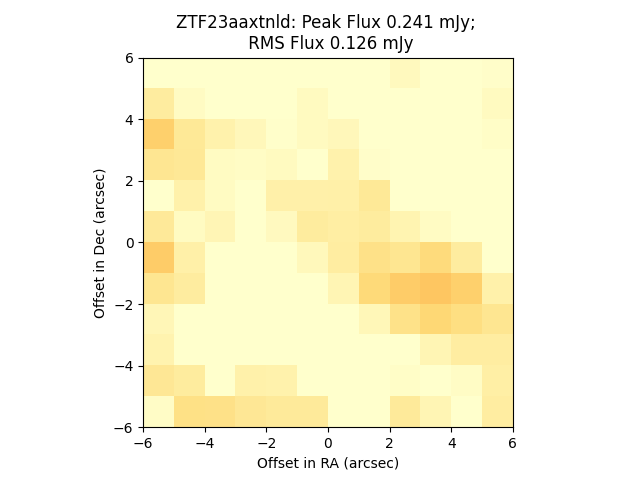 ZTF23aaxtnld: Peak Flux 0.241 mJy;
RMS Flux 0.126 mJy
6
4
2
0
−2
−4
−6
Offset in Dec (arcsec)
−6 −4 −2 0 2 4 6
Offset in RA (arcsec)